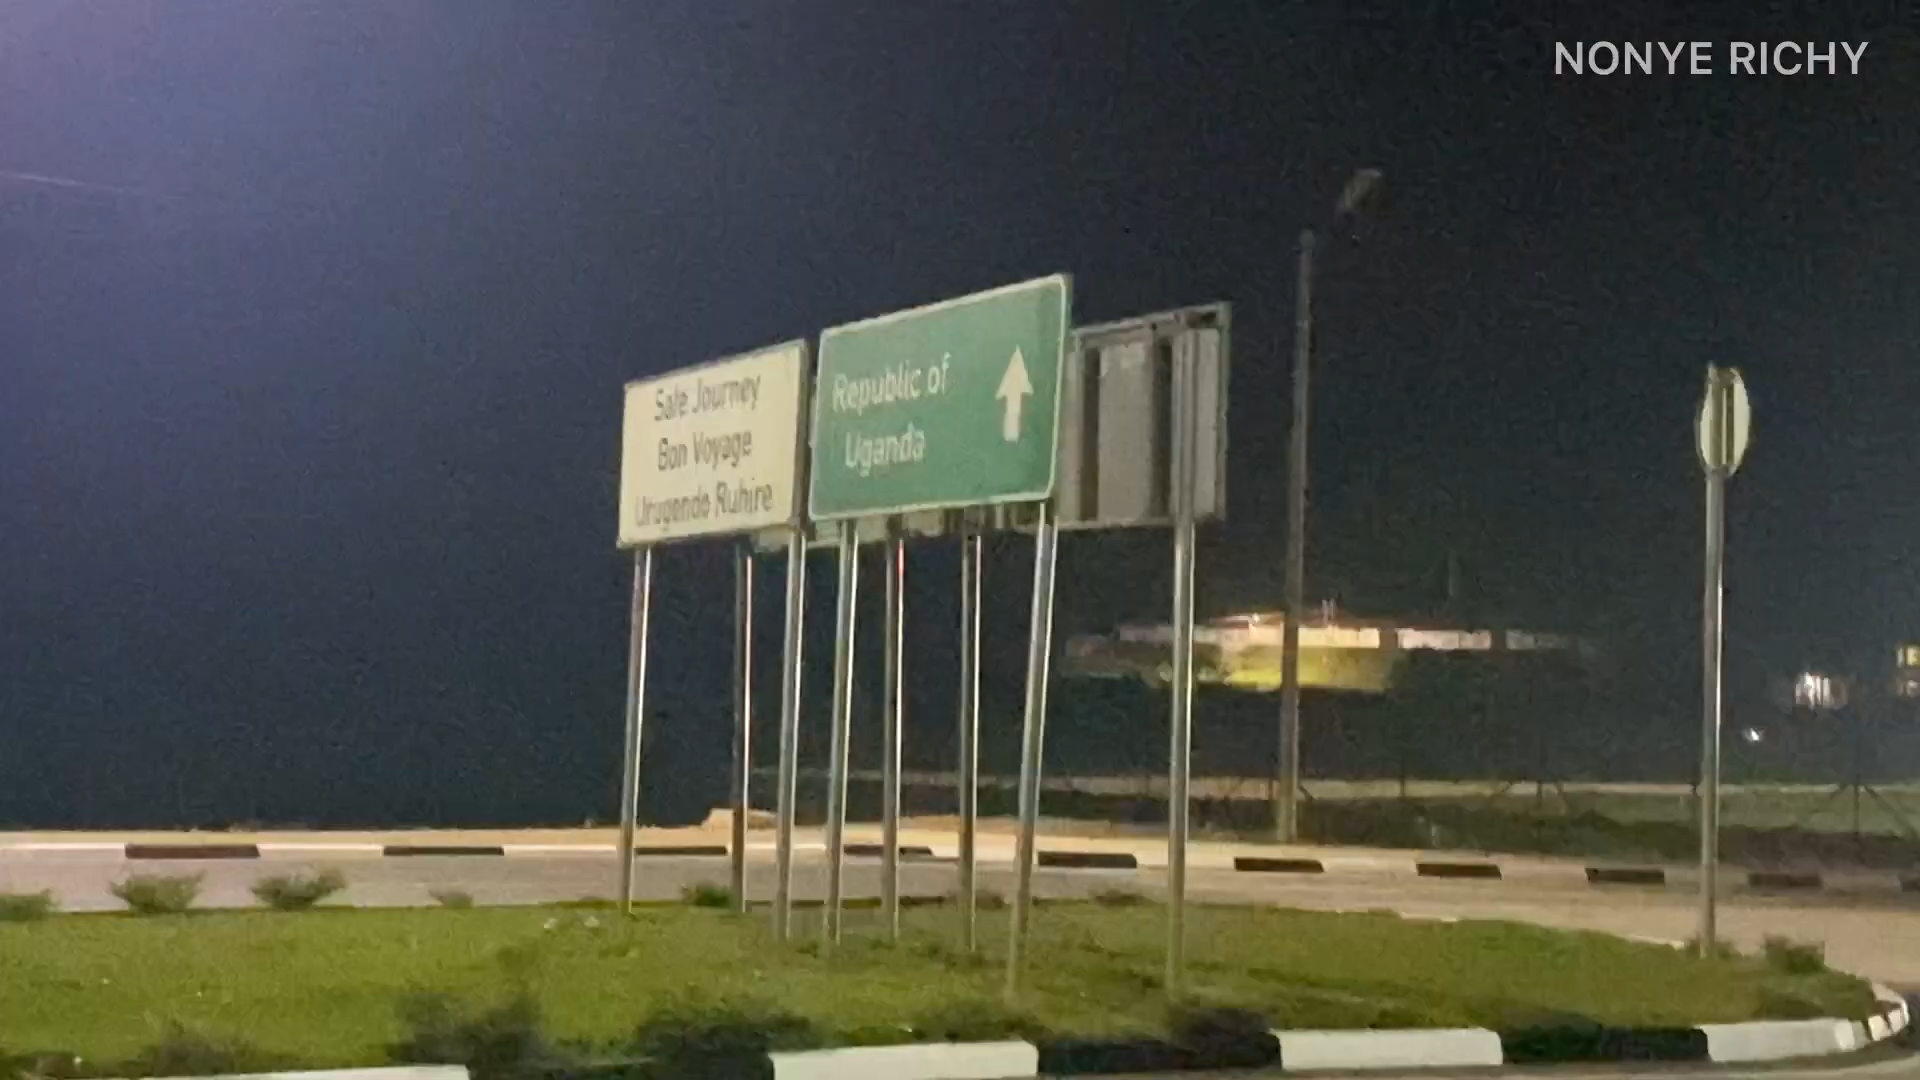 NONYE RICHY
Safe Journey
Bon Voyage
Urugendo Ruhire
Republic of
Uganda